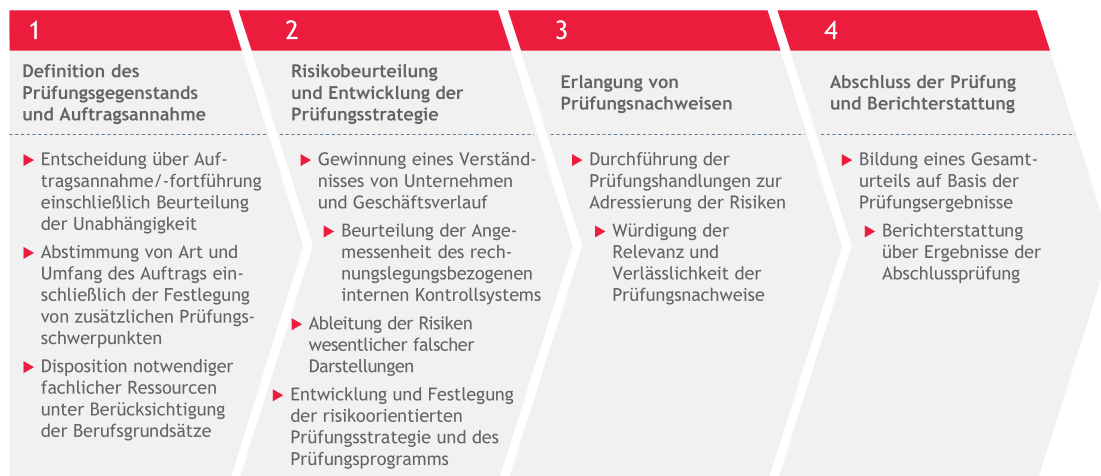 1
Definition des
Prüfungsgegenstands
und Auftragsannahme
Entscheidung über Auf-
tragsannahme/-fortführung
einschließlich Beurteilung
der Unabhängigkeit
Abstimmung von Art und
Umfang des Auftrags ein-
schließlich der Festlegung
von zusätzlichen Prüfungs-
schwerpunkten
Disposition notwendiger
fachlicher Ressourcen
unter Berücksichtigung
der Berufsgrundsätze
2
Risikobeurteilung
und Entwicklung der
Prüfungsstrategie
Gewinnung eines Verständ-
nisses von Unternehmen
und Geschäftsverlauf
Beurteilung der Ange-
messenheit des rech-
nungslegungsbezogenen
internen Kontrollsystems
Ableitung der Risiken
wesentlicher falscher
Darstellungen
Entwicklung und Festlegung
der risikoorientierten
Prüfungsstrategie und des
Prüfungsprogramms
3
Erlangung von
Prüfungsnachweisen
Durchführung der
Prüfungshandlungen zur
Adressierung der Risiken
Würdigung der
Relevanz und
Verlässlichkeit der
Prüfungsnachweise
4
Abschluss der Prüfung
und Berichterstattung
Bildung eines Gesamt-
urteils auf Basis der
Prüfungsergebnisse
Berichterstattung
über Ergebnisse der
Abschlussprüfung